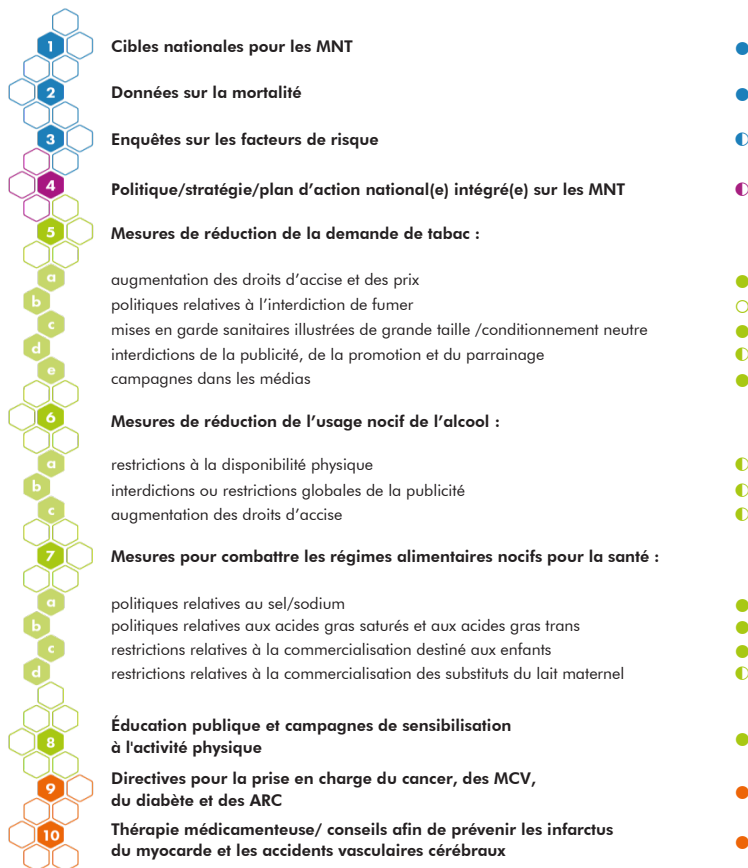 1 Cibles nationales pour les MNT
2 Données sur la mortalité
3 Enquêtes sur les facteurs de risque
4 Politique/stratégie/plan d’action national(e) intégré(e) sur les MNT
5 Mesures de réduction de la demande de tabac :
a augmentation des droits d’accise et des prix
b politiques relatives à l’interdiction de fumer
c mises en garde sanitaires illustrées de grande taille /conditionnement neutre
d interdictions de la publicité, de la promotion et du parrainage
e campagnes dans les médias
6 Mesures de réduction de l’usage nocif de l’alcool :
a restrictions à la disponibilité physique
b interdictions ou restrictions globales de la publicité
c augmentation des droits d’accise
7 Mesures pour combattre les régimes alimentaires nocifs pour la santé :
a politiques relatives au sel/sodium
b politiques relatives aux acides gras saturés et aux acides gras trans
c restrictions relatives à la commercialisation destiné aux enfants
d restrictions relatives à la commercialisation des substituts du lait maternel
8 Éducation publique et campagnes de sensibilisation
à l'activité physique
9 Directives pour la prise en charge du cancer, des MCV,
du diabète et des ARC
10 Thérapie médicamenteuse/ conseils afin de prévenir les infarctus
du myocarde et les accidents vasculaires cérébraux